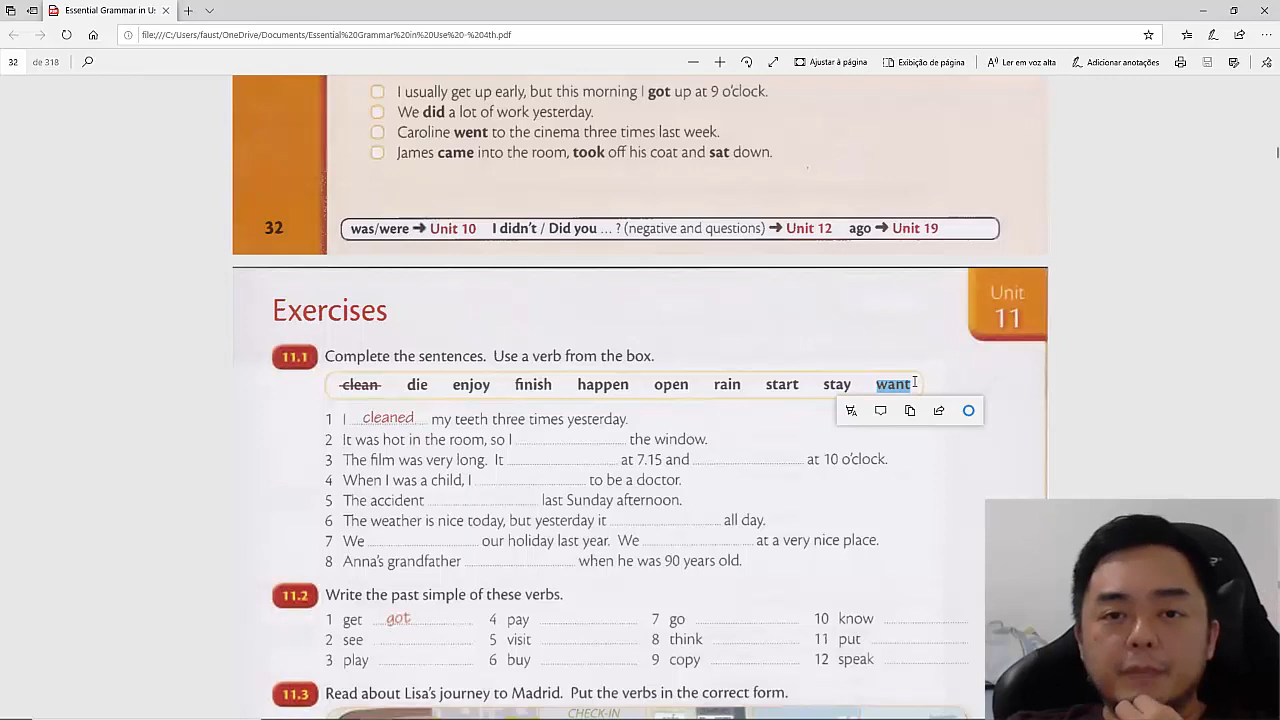 Essential Grammar in Us
file:///C:/Users/faust/OneDrive/Documents/Essential%20Grammar%20in%20Use%20-%204th.pdf
32 de 318 Ajustar à página Exibição de página Ler em voz alta Adicionar anotações
I usually get up early, but this morning I got up at 9 o'clock.
We did a lot of work yesterday.
Caroline went to the cinema three times last week.
James came into the room, took off his coat and sat down.
32 was/were → Unit 10 I didn't / Did you … ? (negative and questions) → Unit 12 ago → Unit 19
Exercises
Unit
11
11.1 Complete the sentences. Use a verb from the box.
clean die enjoy finish happen open rain start stay want
1 I cleaned my teeth three times yesterday.
2 It was hot in the room, so I ............ the window.
3 The film was very long. It ............ at 7.15 and ............ at 10 o'clock.
4 When I was a child, I ............ to be a doctor.
5 The accident ............ last Sunday afternoon.
6 The weather is nice today, but yesterday it ............ all day.
7 We ............ our holiday last year. We ............ at a very nice place.
8 Anna's grandfather ............ when he was 90 years old.
11.2 Write the past simple of these verbs.
1 get got 4 pay ............ 7 go ............ 10 know ............
2 see ............ 5 visit ............ 8 think ............ 11 put ............
3 play ............ 6 buy ............ 9 copy ............ 12 speak ............
11.3 Read about Lisa's journey to Madrid. Put the verbs in the correct form.
CHECK-IN